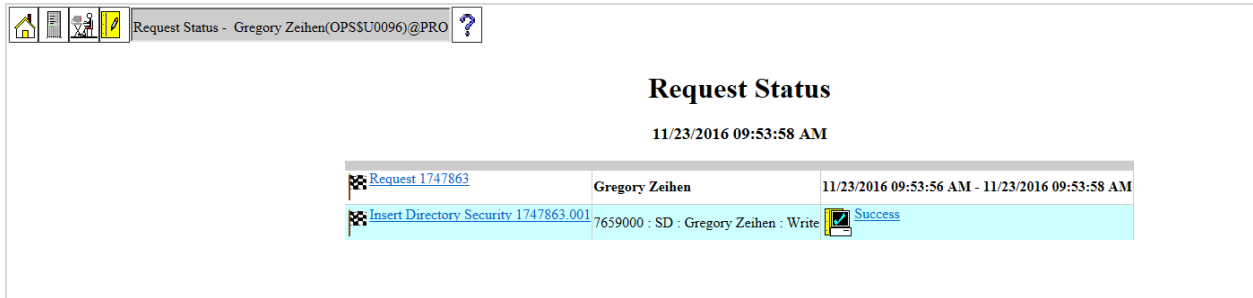 Request Status -  Gregory Zeihen(OPS$U0096)@PRO
Request Status
11/23/2016 09:53:58 AM
Request 1747863 Gregory Zeihen 11/23/2016 09:53:56 AM - 11/23/2016 09:53:58 AM
Insert Directory Security 1747863.001 7659000 : SD : Gregory Zeihen : Write Success